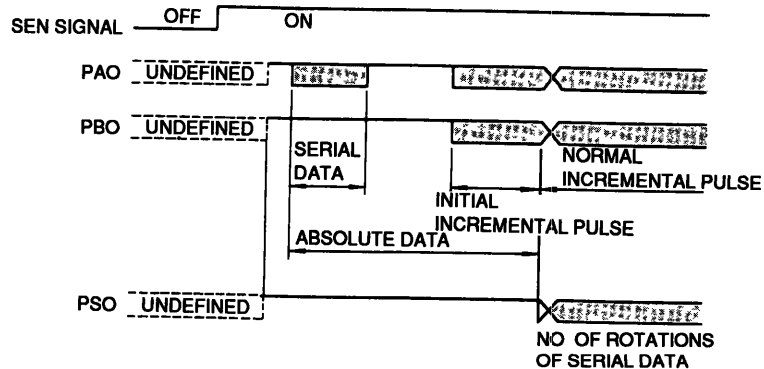 OFF
SEN SIGNAL
ON
PAO
UNDEFINED
PBO
UNDEFINED
SERIAL
DATA
NORMAL
INCREMENTAL PULSE
INITIAL
INCREMENTAL PULSE
ABSOLUTE DATA
PSO
UNDEFINED
NO OF ROTATIONS
OF SERIAL DATA